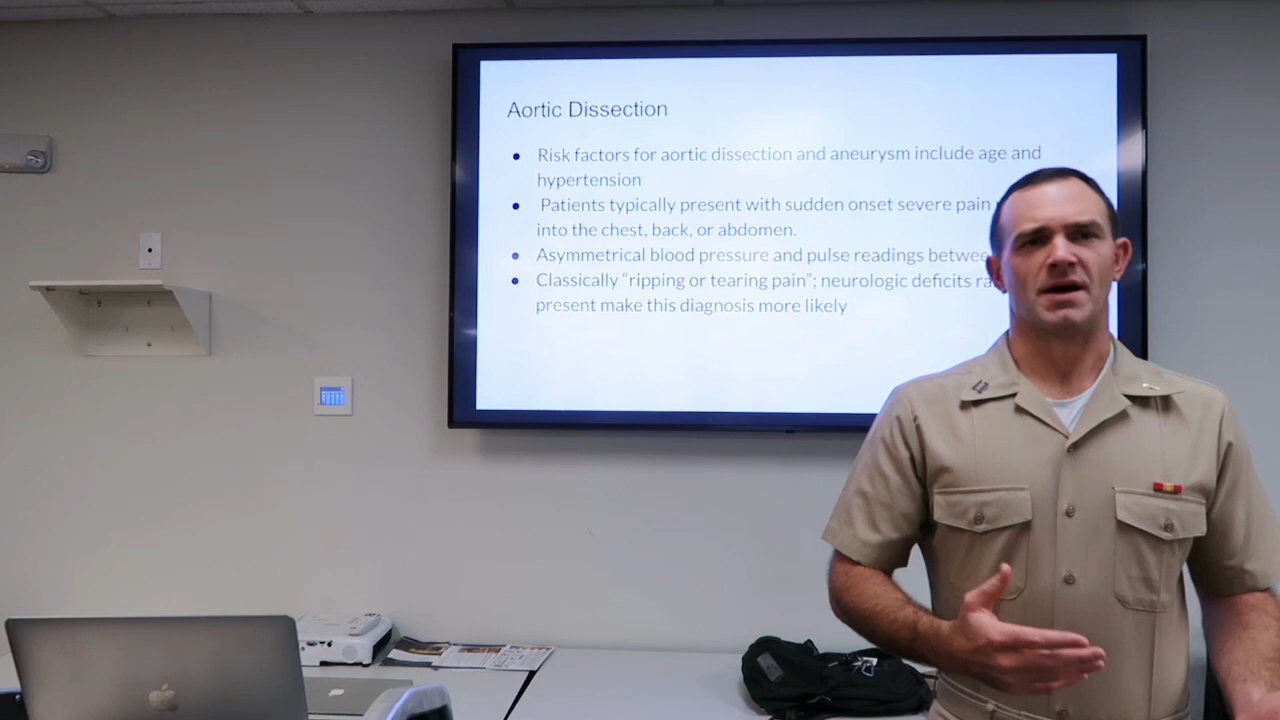 Aortic Dissection
Risk factors for aortic dissection and aneurysm include age and
hypertension
Patients typically present with sudden onset severe pain
into the chest, back, or abdomen.
Asymmetrical blood pressure and pulse readings
Classically “ripping or tearing pain”; neurologic deficits
present make this diagnosis more likely